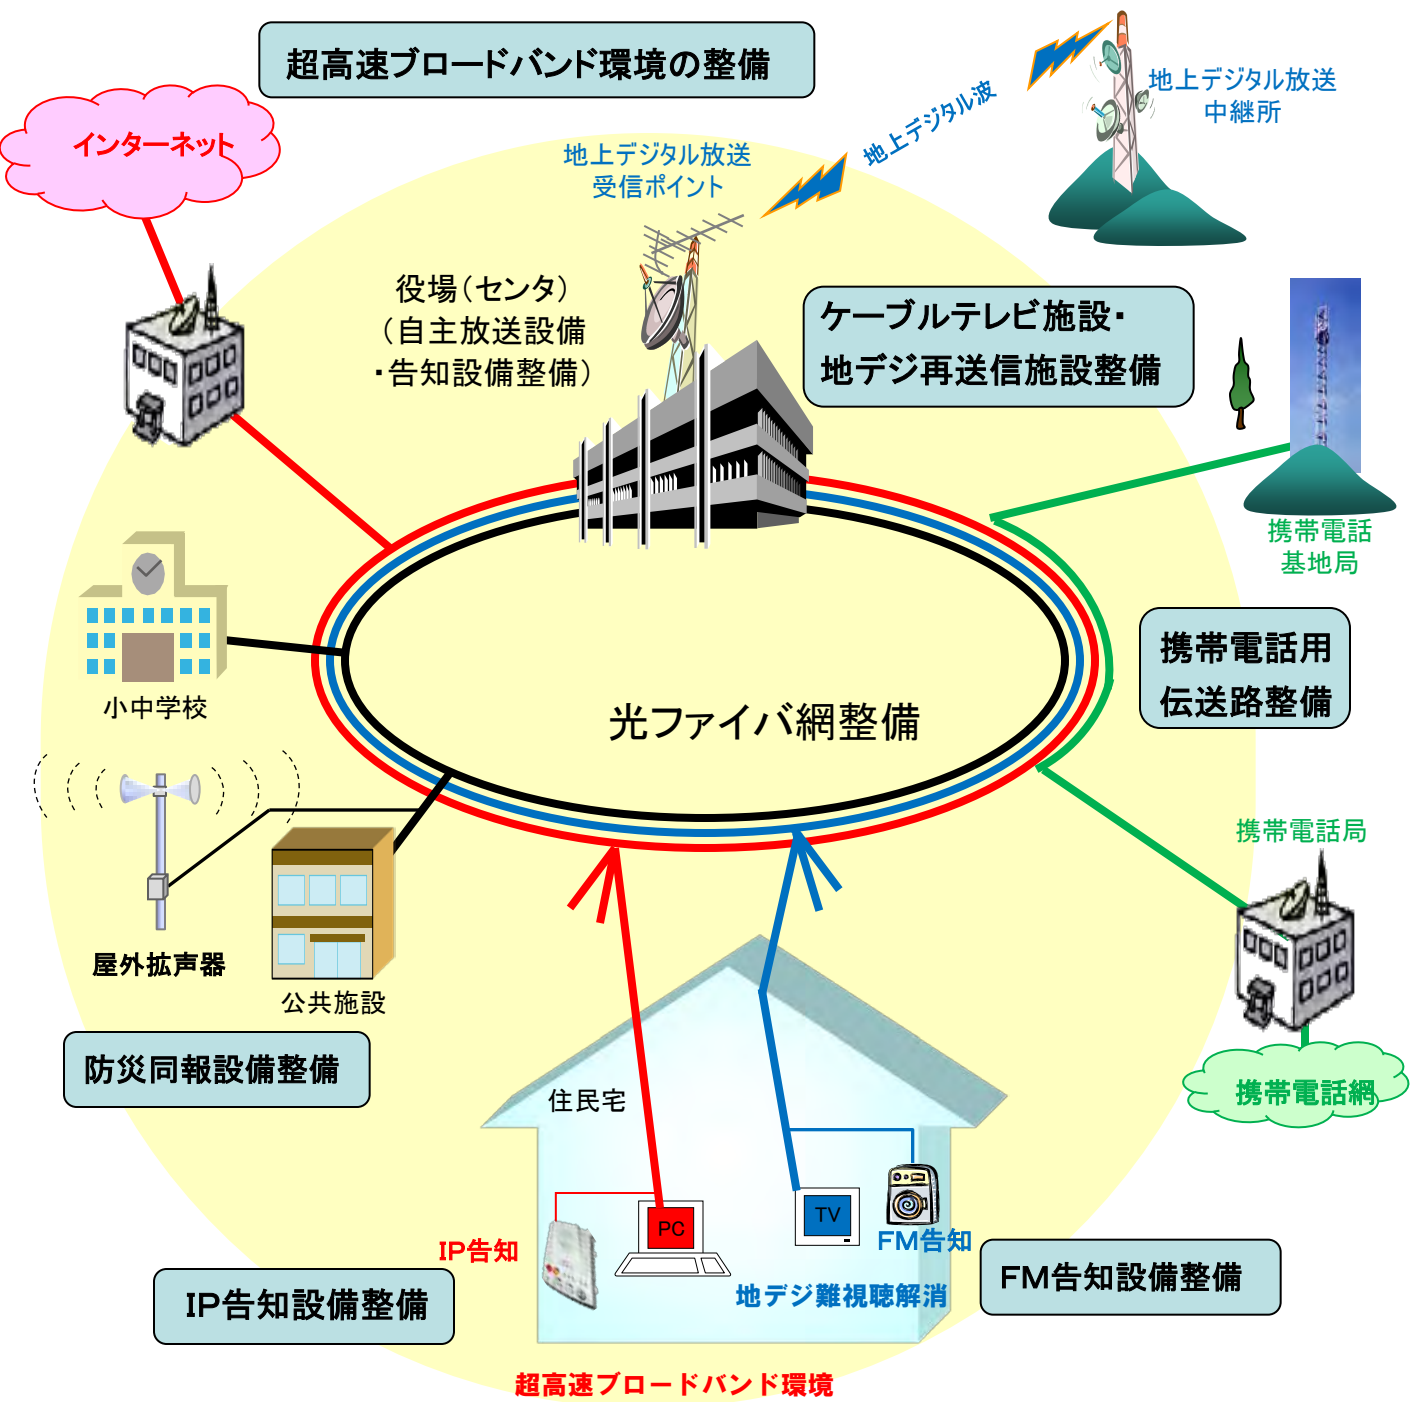 超高速ブロードバンド環境の整備
インターネット
地上デジタル放送
受信ポイント
地上デジタル波
地上デジタル放送
中継所
役場（センタ）
（自主放送設備
・告知設備整備）
ケーブルテレビ施設・
地デジ再送信施設整備
携帯電話
基地局
携帯電話用
伝送路整備
小中学校
光ファイバ網整備
携帯電話局
屋外拡声器
公共施設
防災同報設備整備
携帯電話網
住民宅
PC
TV
IP告知
FM告知
地デジ難視聴解消
IP告知設備整備
FM告知設備整備
超高速ブロードバンド環境